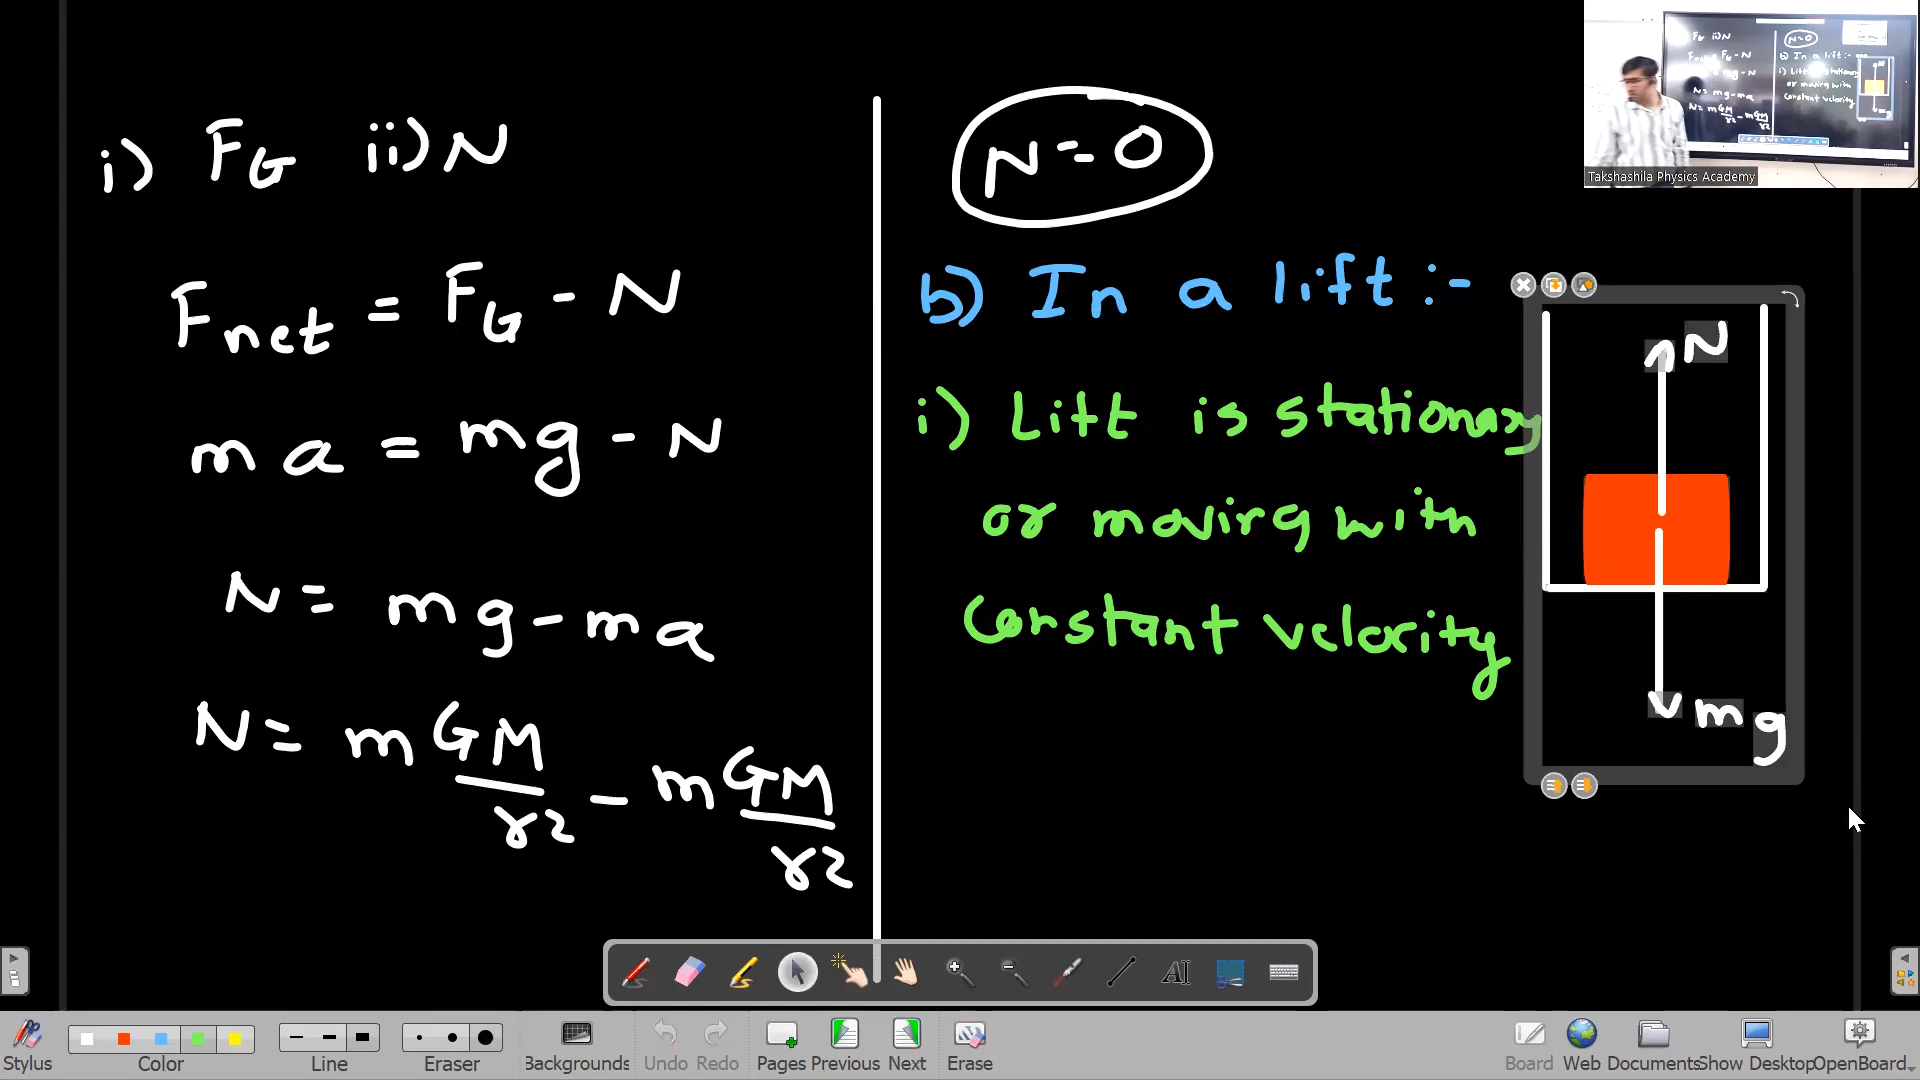 i) FG ii) N
Fnet = FG - N
ma = mg - N
N = mg - ma
N = m GM/r2 - m GM/r2
N = 0
b) In a lift :-
i) Lift is stationary
or moving with
constant velocity
N
mg
Takshashila Physics Academy
Stylus
Color
Line
Eraser
Backgrounds
Undo
Redo
Pages
Previous
Next
Erase
Board
Web
Documents
Show Desktop
OpenBoard